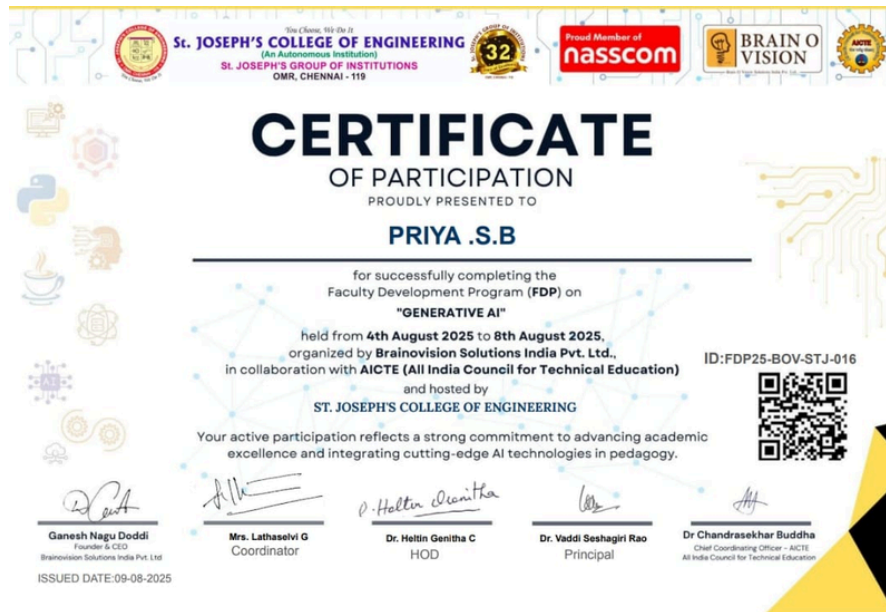 You Choose, We Do It
St. JOSEPH'S COLLEGE OF ENGINEERING
(An Autonomous Institution)
St. JOSEPH'S GROUP OF INSTITUTIONS
OMR, CHENNAI - 119
32
Proud Member of
nasscom
BRAIN O
VISION
Brain O Vision Solutions India Pvt. Ltd.
AICTE
CERTIFICATE
OF PARTICIPATION
PROUDLY PRESENTED TO
PRIYA .S.B
for successfully completing the
Faculty Development Program (FDP) on
"GENERATIVE AI"
held from 4th August 2025 to 8th August 2025,
organized by Brainovision Solutions India Pvt. Ltd.,
in collaboration with AICTE (All India Council for Technical Education)
and hosted by
ST. JOSEPH'S COLLEGE OF ENGINEERING
ID:FDP25-BOV-STJ-016
Your active participation reflects a strong commitment to advancing academic
excellence and integrating cutting-edge AI technologies in pedagogy.
Ganesh Nagu Doddi
Founder & CEO
Brainovision Solutions India Pvt. Ltd
Mrs. Lathaselvi G
Coordinator
Dr. Heltin Genitha C
HOD
Dr. Vaddi Seshagiri Rao
Principal
Dr Chandrasekhar Buddha
Chief Coordinating Officer - AICTE
All India Council for Technical Education
ISSUED DATE:09-08-2025